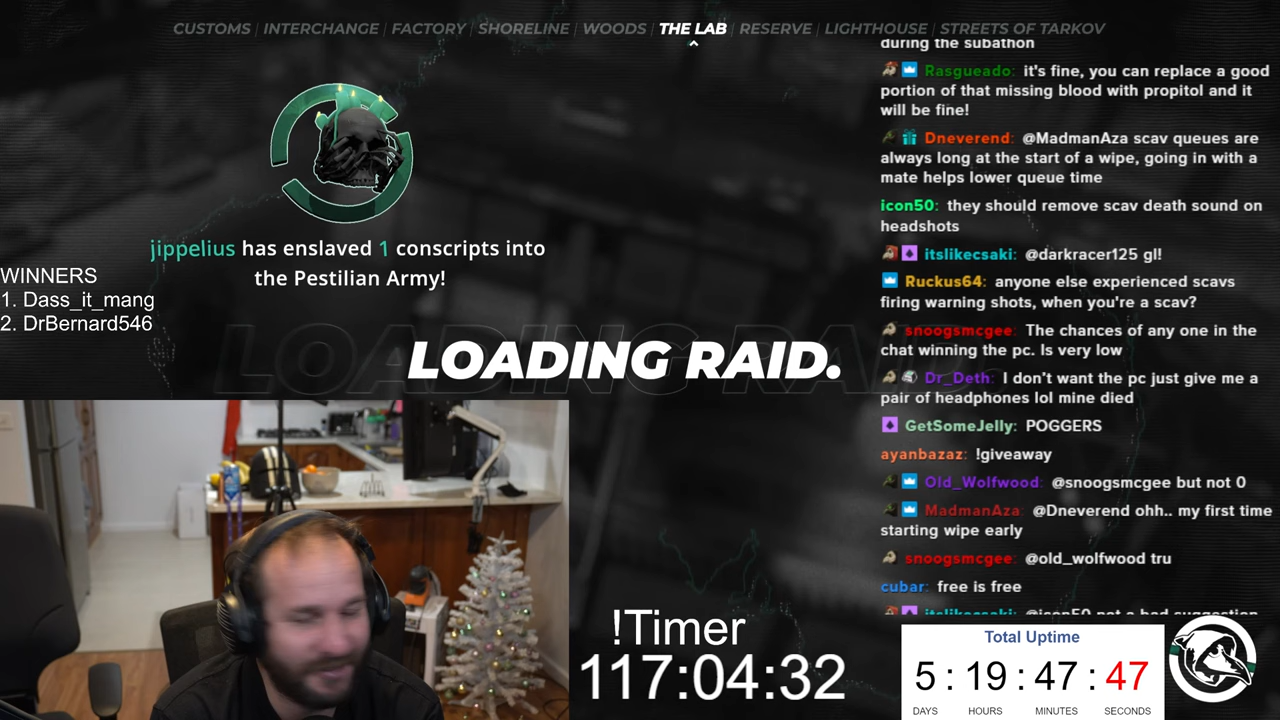 CUSTOMS / INTERCHANGE / FACTORY / SHORELINE / WOODS / THE LAB / RESERVE / LIGHTHOUSE / STREETS OF TARKOV
jippelius has enslaved 1 conscripts into
the Pestilian Army!
WINNERS
1. Dass_it_mang
2. DrBernard546
LOADING RAID.
during the subathon
Rasgueado: it's fine, you can replace a good
portion of that missing blood with propitol and it
will be fine!
Dneverend: @MadmanAza scav queues are
always long at the start of a wipe, going in with a
mate helps lower queue time
icon50: they should remove scav death sound on
headshots
itslikecsaki: @darkracer125 gl!
Ruckus64: anyone else experienced scavs
firing warning shots, when you're a scav?
snoogsmcgee: The chances of any one in the
chat winning the pc. Is very low
Dr_Deth: I don't want the pc just give me a
pair of headphones lol mine died
GetSomeJelly: POGGERS
ayanbazaz: !giveaway
Old_Wolfwood: @snoogsmcgee but not 0
MadmanAza: @Dneverend ohh.. my first time
starting wipe early
snoogsmcgee: @old_wolfwood tru
cubar: free is free
itslikecsaki: @icon50 not a bad suggestion
!Timer
117:04:32
Total Uptime
5 : 19 : 47 : 47
DAYS HOURS MINUTES SECONDS